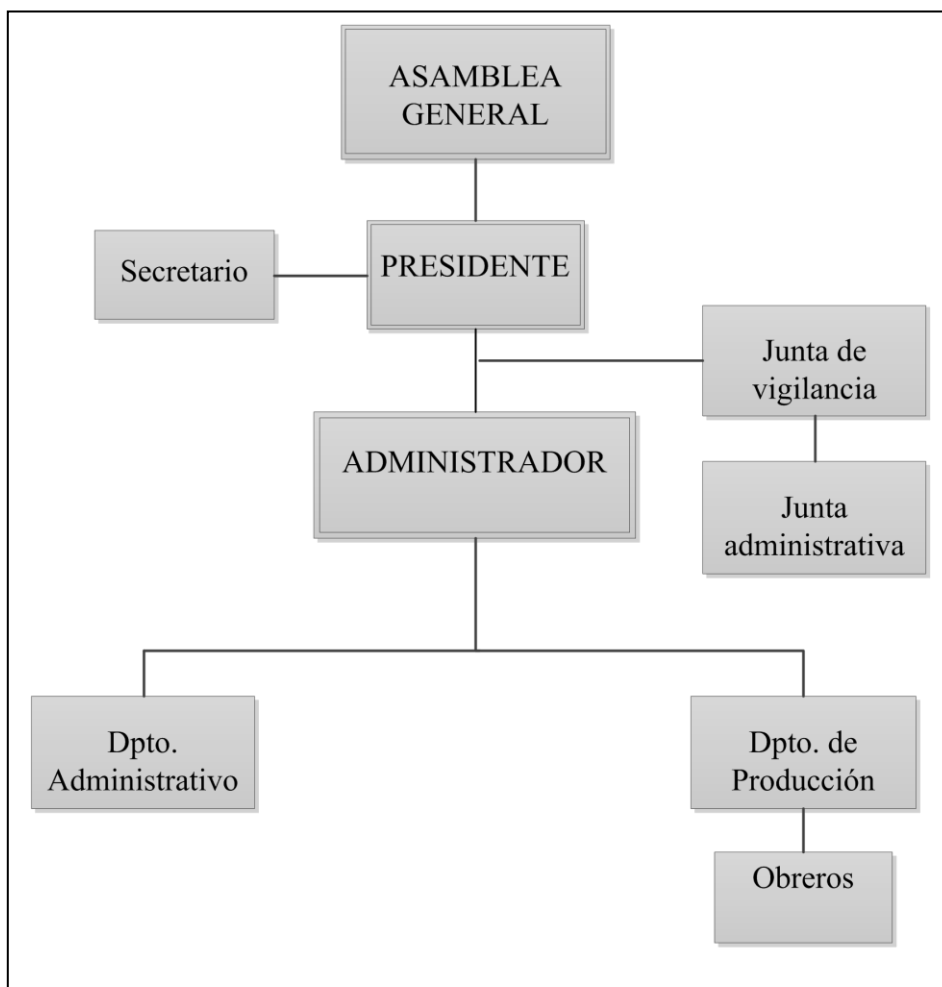 ASAMBLEA
GENERAL
Secretario
PRESIDENTE
Junta de
vigilancia
ADMINISTRADOR
Junta
administrativa
Dpto.
Administrativo
Dpto. de
Producción
Obreros